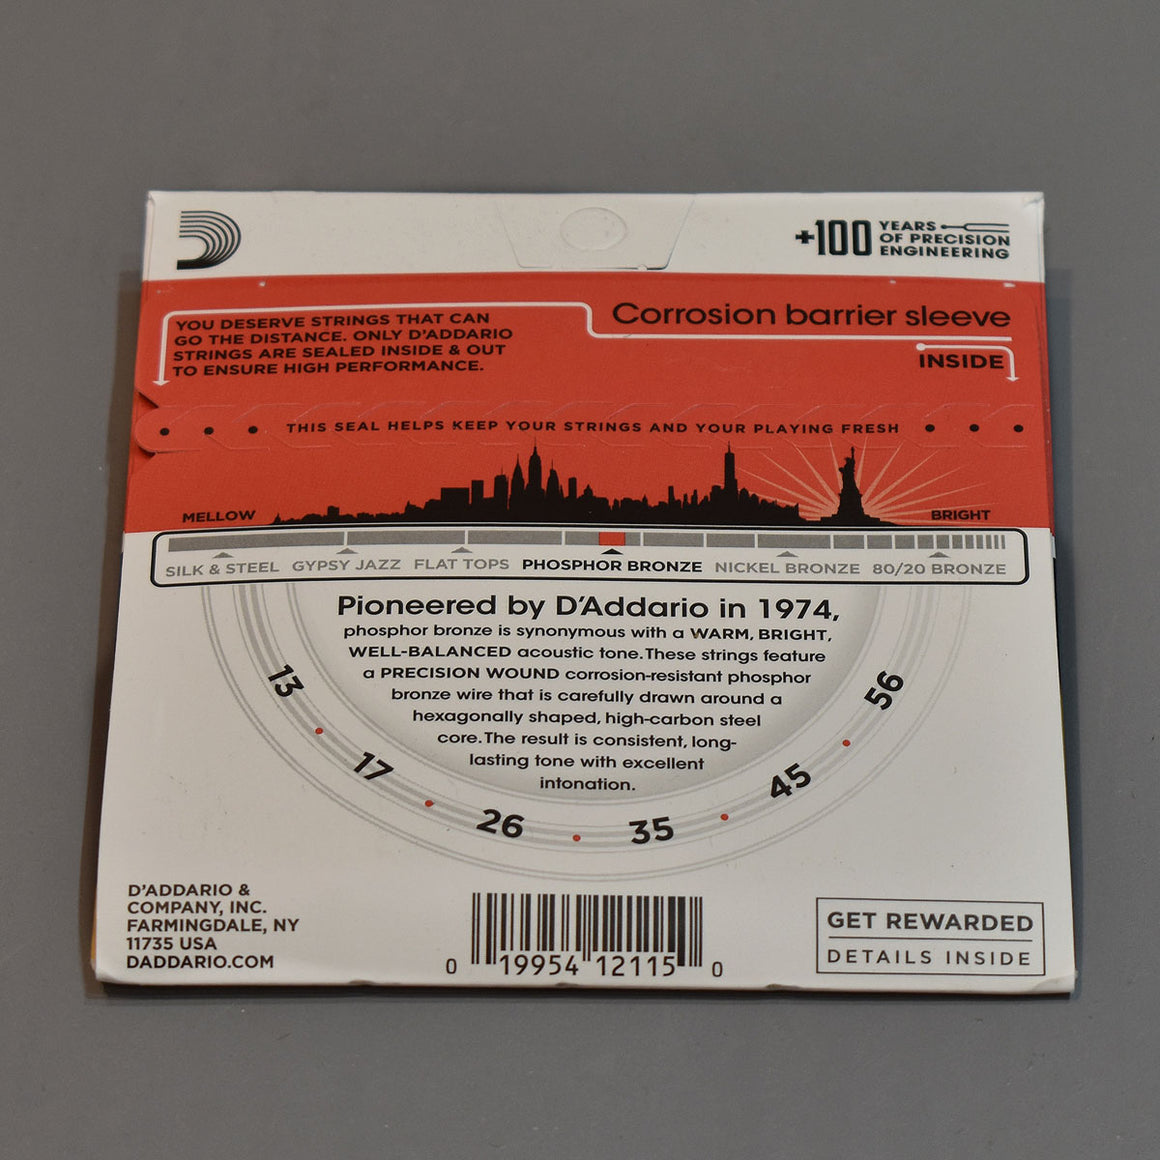 +100 YEARS
OF PRECISION
ENGINEERING
YOU DESERVE STRINGS THAT CAN
GO THE DISTANCE. ONLY D'ADDARIO
STRINGS ARE SEALED INSIDE & OUT
TO ENSURE HIGH PERFORMANCE.
Corrosion barrier sleeve
INSIDE
THIS SEAL HELPS KEEP YOUR STRINGS AND YOUR PLAYING FRESH
MELLOW
BRIGHT
SILK & STEEL GYPSY JAZZ FLAT TOPS PHOSPHOR BRONZE NICKEL BRONZE 80/20 BRONZE
Pioneered by D'Addario in 1974,
phosphor bronze is synonymous with a WARM, BRIGHT,
WELL-BALANCED acoustic tone. These strings feature
a PRECISION WOUND corrosion-resistant phosphor
bronze wire that is carefully drawn around a
hexagonally shaped, high-carbon steel
core. The result is consistent, long-
lasting tone with excellent
intonation.
13 • 17 • 26 • 35 • 45 • 56
D'ADDARIO &
COMPANY, INC.
FARMINGDALE, NY
11735 USA
DADDARIO.COM
0 19954 12115 0
GET REWARDED
DETAILS INSIDE